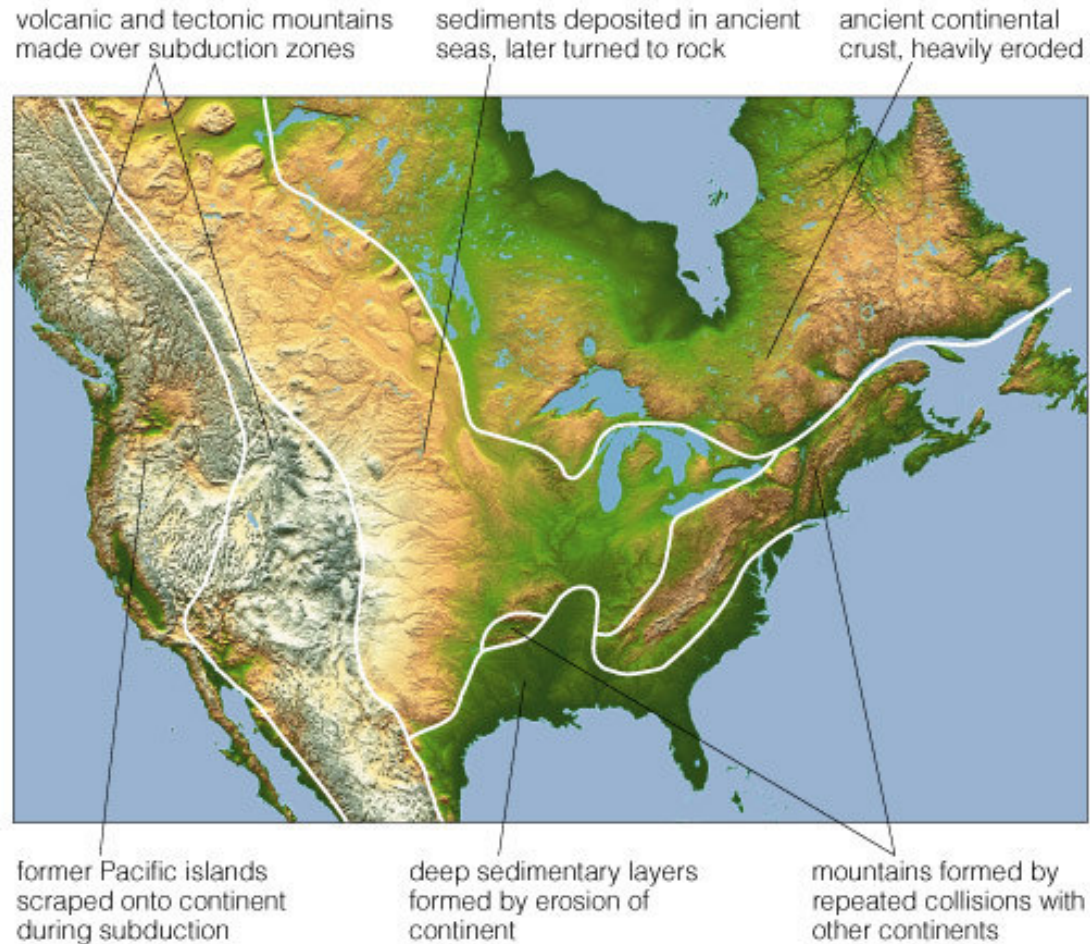 volcanic and tectonic mountains
made over subduction zones
sediments deposited in ancient
seas, later turned to rock
ancient continental
crust, heavily eroded
former Pacific islands
scraped onto continent
during subduction
deep sedimentary layers
formed by erosion of
continent
mountains formed by
repeated collisions with
other continents